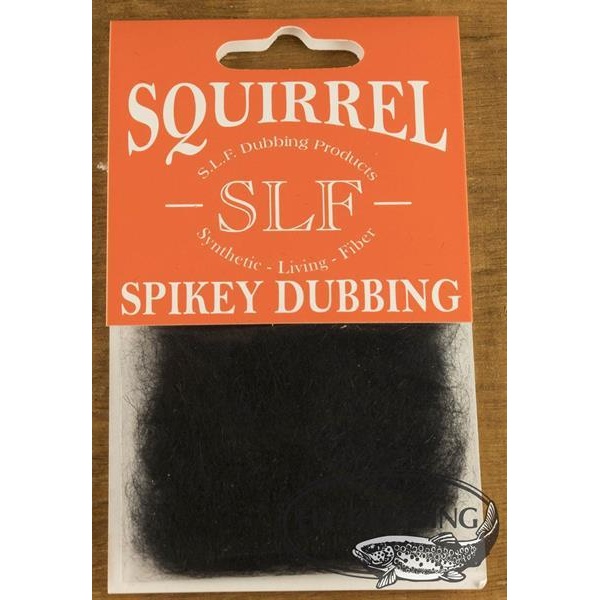 SQUIRREL
S.L.F. Dubbing Products
- SLF -
Synthetic - Living - Fiber
SPIKEY DUBBING